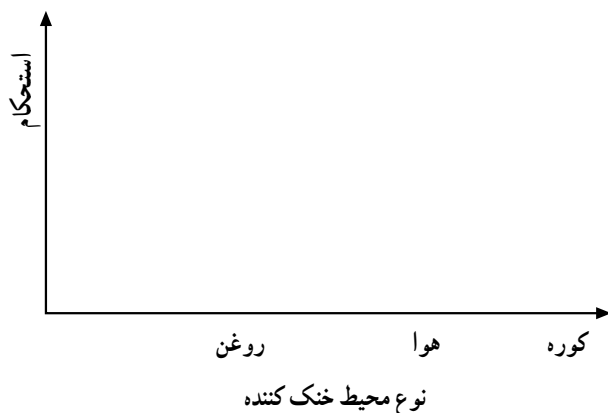 استحکام
روغن هوا کوره
نوع محیط خنک کننده